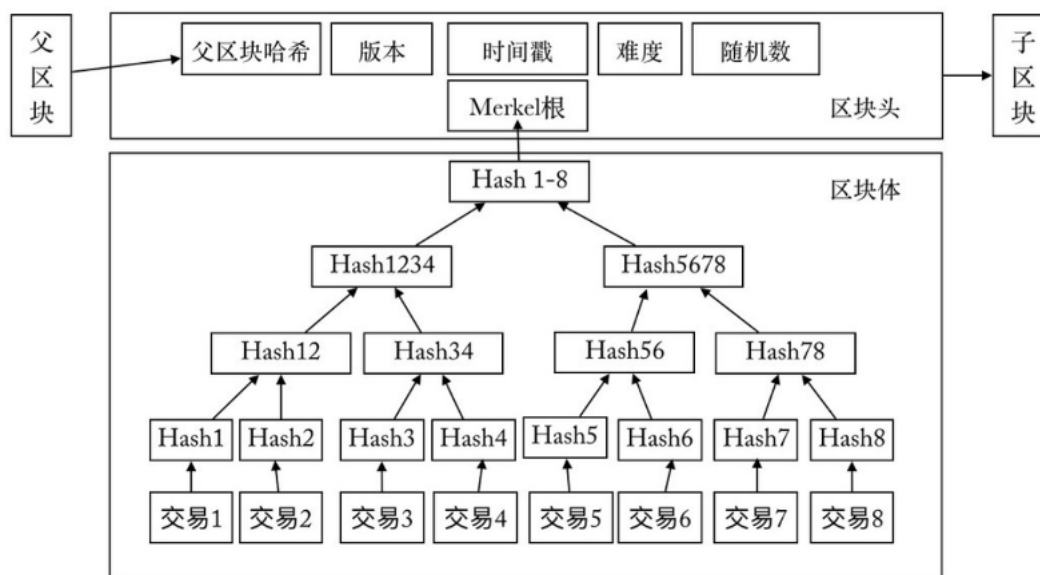 父区块
父区块哈希 版本 时间戳 难度 随机数
子区块
Merkel根
区块头
Hash 1-8
区块体
Hash1234 Hash5678
Hash12 Hash34 Hash56 Hash78
Hash1 Hash2 Hash3 Hash4 Hash5 Hash6 Hash7 Hash8
交易1 交易2 交易3 交易4 交易5 交易6 交易7 交易8